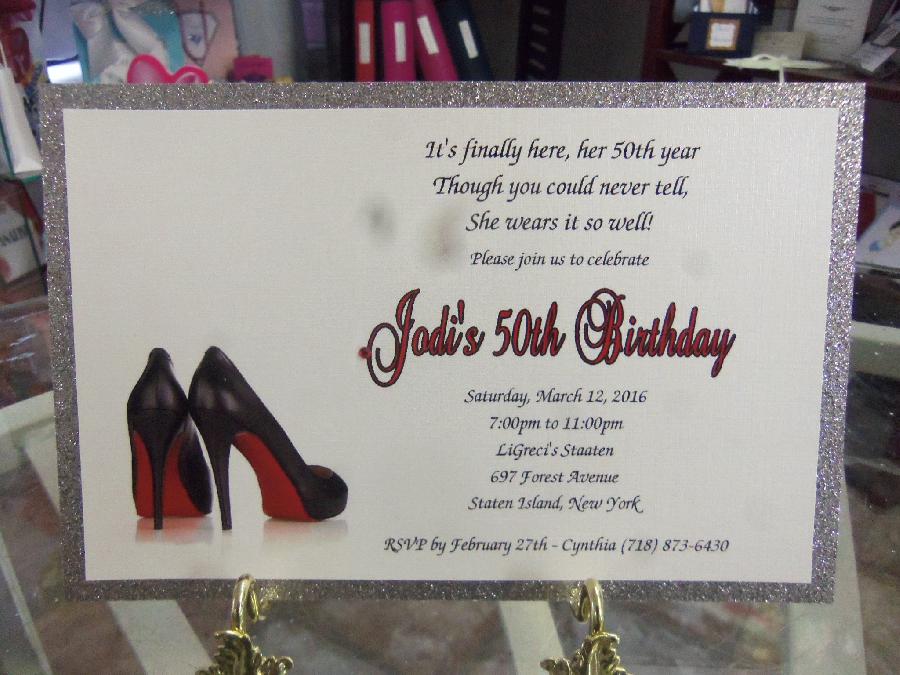 It's finally here, her 50th year
Though you could never tell,
She wears it so well!
Please join us to celebrate
Jodi's 50th Birthday
Saturday, March 12, 2016
7:00pm to 11:00pm
LiGreci's Staaten
697 Forest Avenue
Staten Island, New York
RSVP by February 27th - Cynthia (718) 873-6430